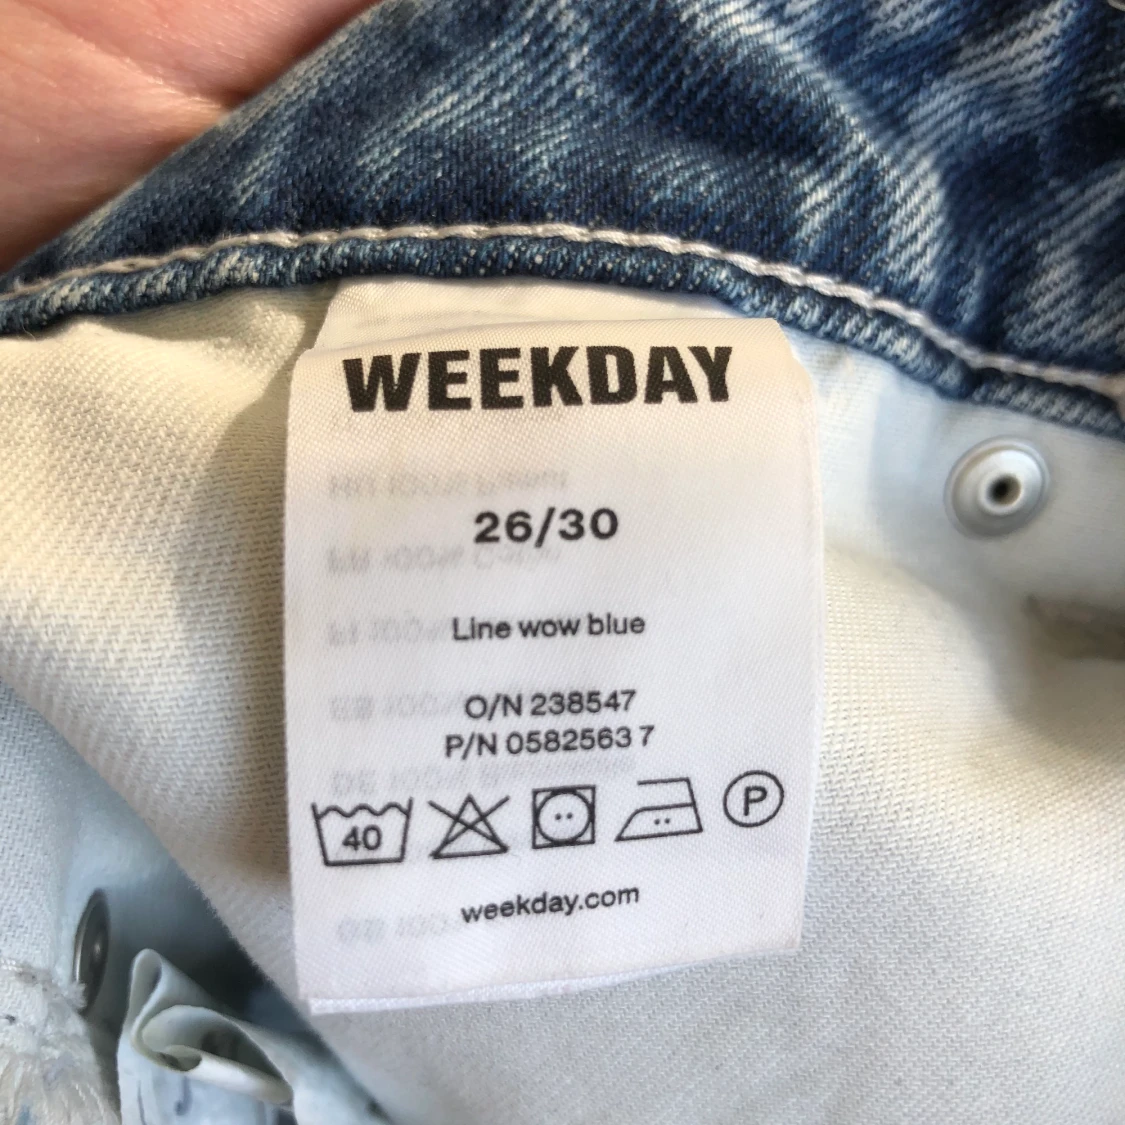 WEEKDAY
26/30
Line wow blue
O/N 238547
P/N 0582563 7
40
P
weekday.com